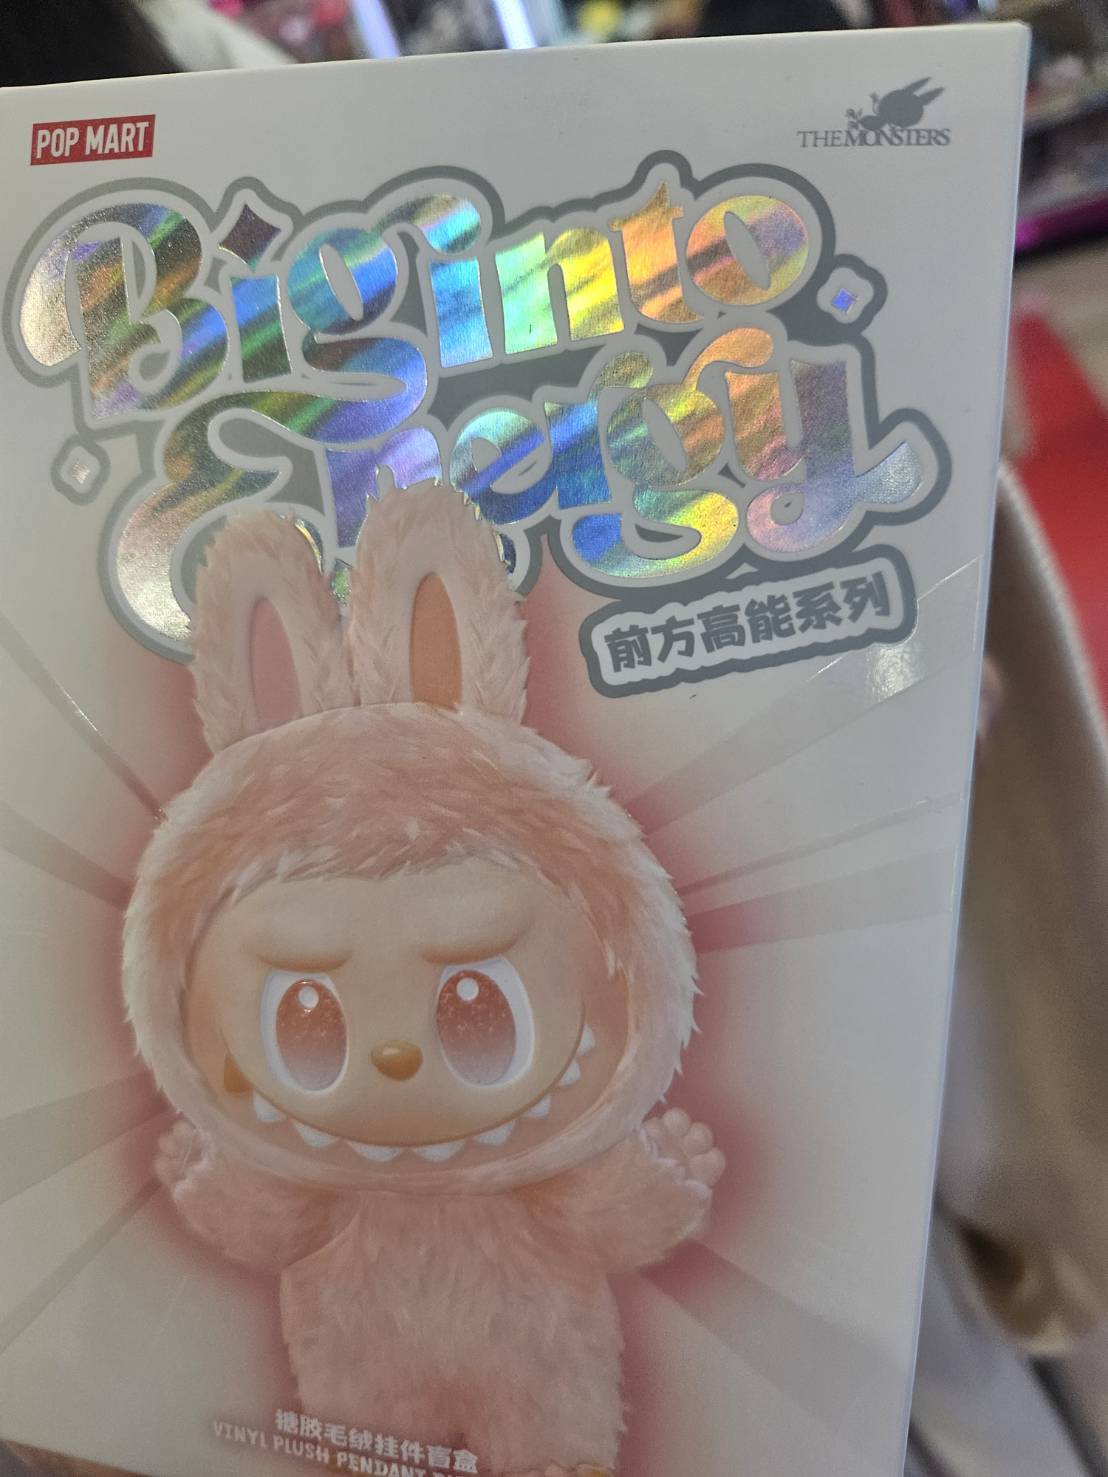 POP MART
THE MONSTERS
Big into
Energy
前方高能系列
搪胶毛绒挂件盲盒
VINYL PLUSH PENDANT